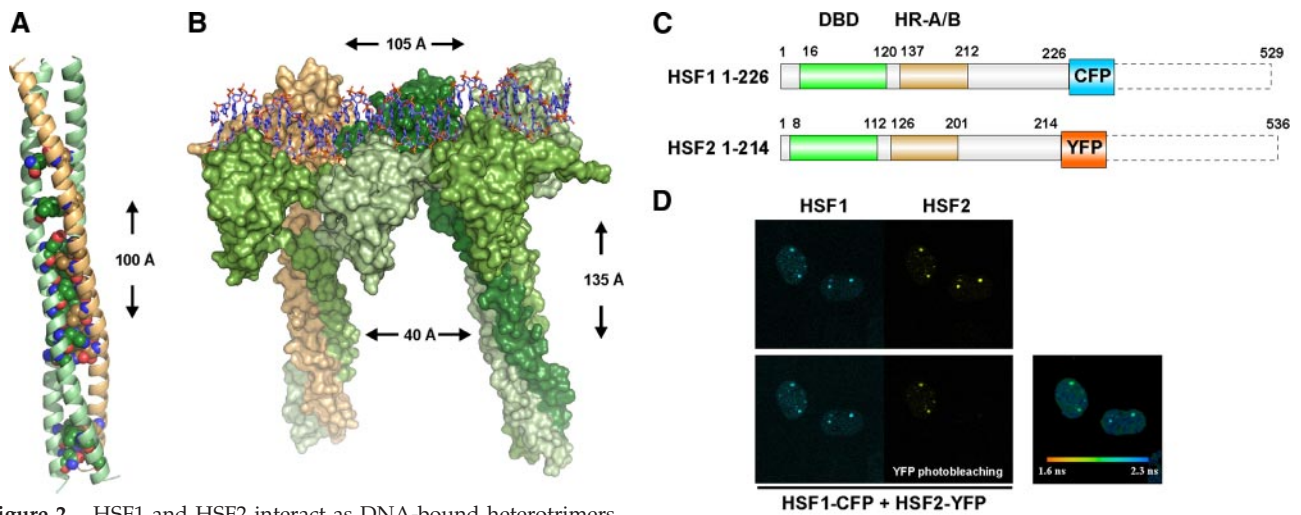 A
B
105 Å
100 Å
135 Å
40 Å
C
DBD HR-A/B
1 16 120 137 212 226 529
HSF1 1-226 CFP
1 8 112 126 201 214 536
HSF2 1-214 YFP
D
HSF1 HSF2
YFP photobleaching
1.6 ns 2.3 ns
HSF1-CFP + HSF2-YFP
HSF1 and HSF2 interact as DNA-bound heterotrimers